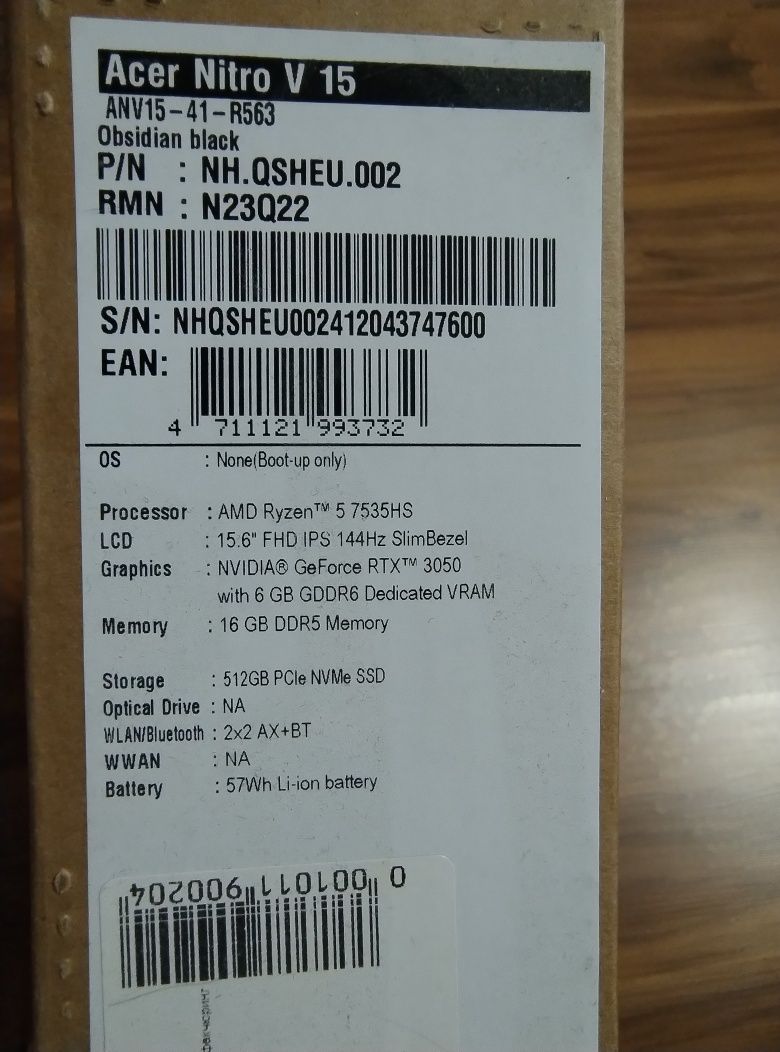 Acer Nitro V 15
ANV15-41-R563
Obsidian black
P/N : NH.QSHEU.002
RMN : N23Q22
S/N: NHQSHEU002412043747600
EAN:
4 711121 993732
OS : None(Boot-up only)
Processor : AMD Ryzen™ 5 7535HS
LCD : 15.6" FHD IPS 144Hz SlimBezel
Graphics : NVIDIA® GeForce RTX™ 3050
with 6 GB GDDR6 Dedicated VRAM
Memory : 16 GB DDR5 Memory
Storage : 512GB PCIe NVMe SSD
Optical Drive : NA
WLAN/Bluetooth : 2x2 AX+BT
WWAN : NA
Battery : 57Wh Li-ion battery
0 001011 900204